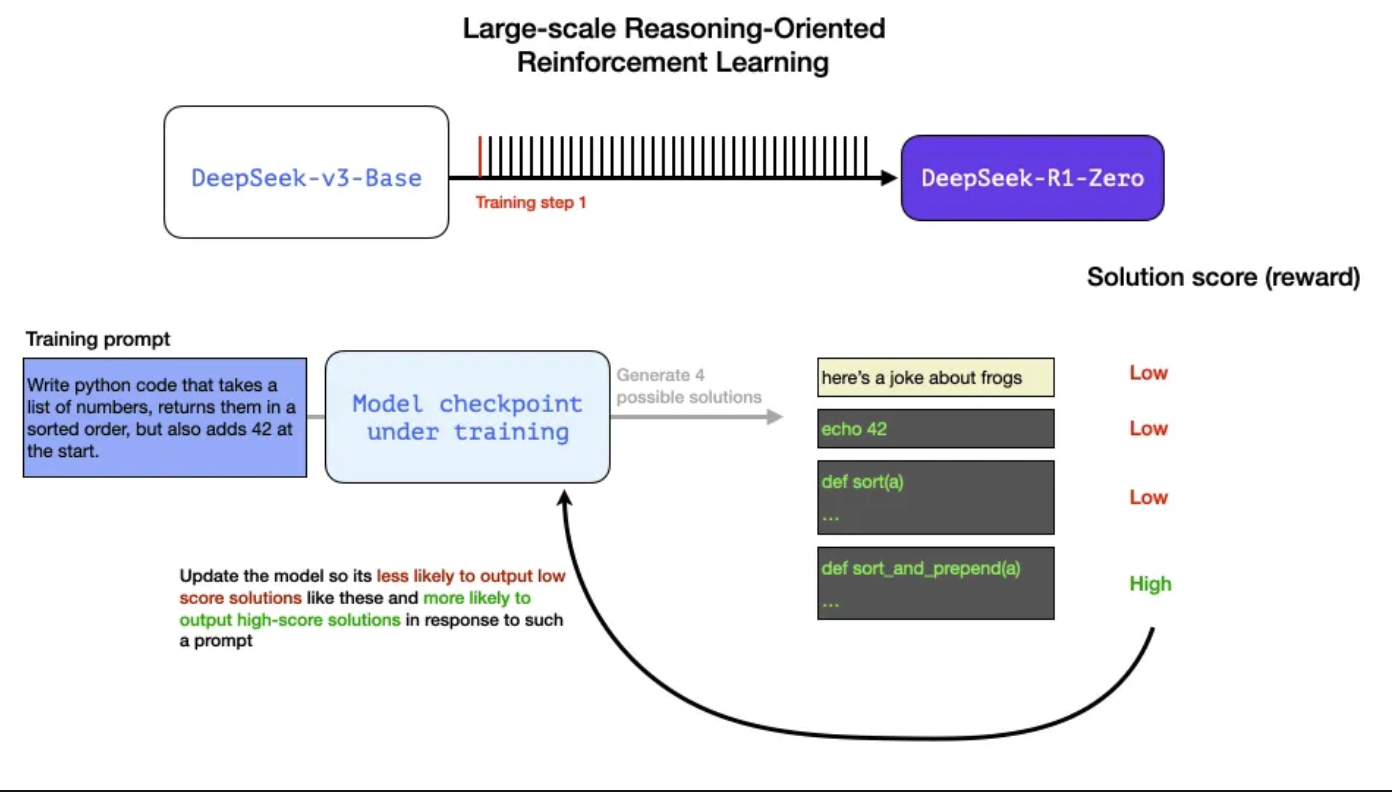 Large-scale Reasoning-Oriented
Reinforcement Learning
DeepSeek-v3-Base
Training step 1
DeepSeek-R1-Zero
Solution score (reward)
Training prompt
Write python code that takes a
list of numbers, returns them in a
sorted order, but also adds 42 at
the start.
Model checkpoint
under training
Generate 4
possible solutions
here's a joke about frogs
Low
echo 42
Low
def sort(a)
...
Low
def sort_and_prepend(a)
...
High
Update the model so its less likely to output low
score solutions like these and more likely to
output high-score solutions in response to such
a prompt